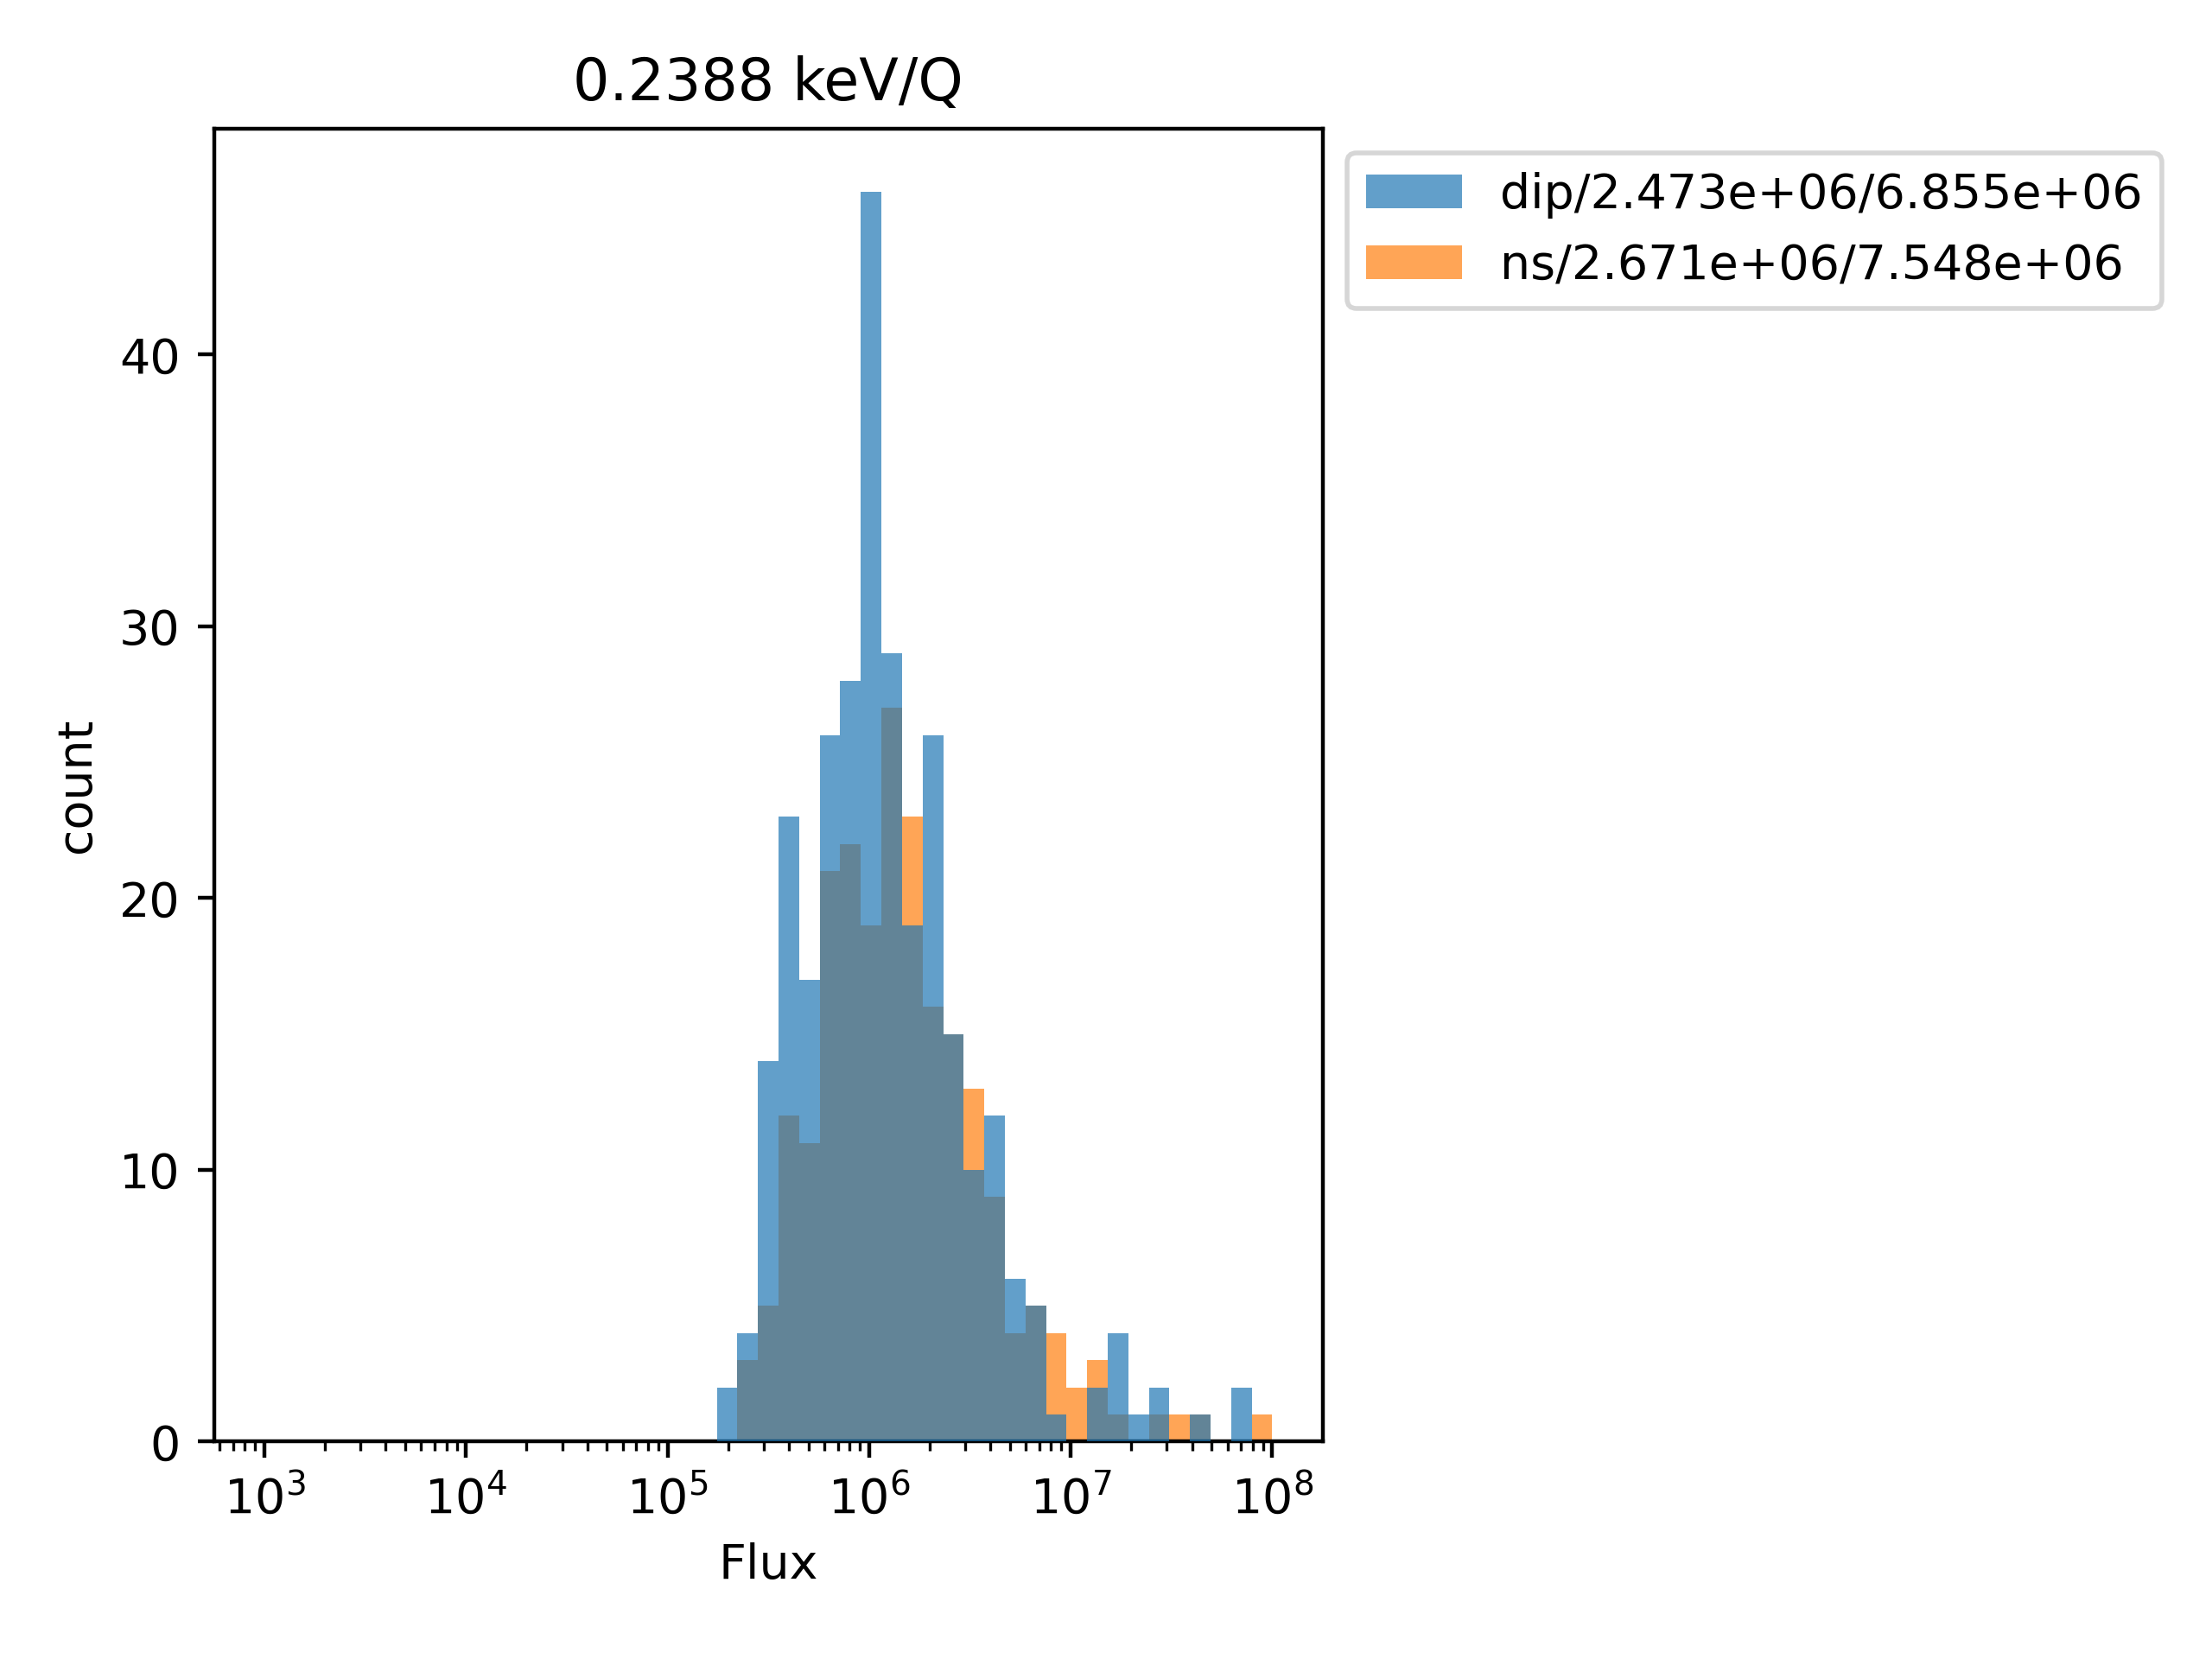 0.2388 keV/Q
dip/2.473e+06/6.855e+06
ns/2.671e+06/7.548e+06
40
30
20
10
0
count
10³ 10⁴ 10⁵ 10⁶ 10⁷ 10⁸
Flux